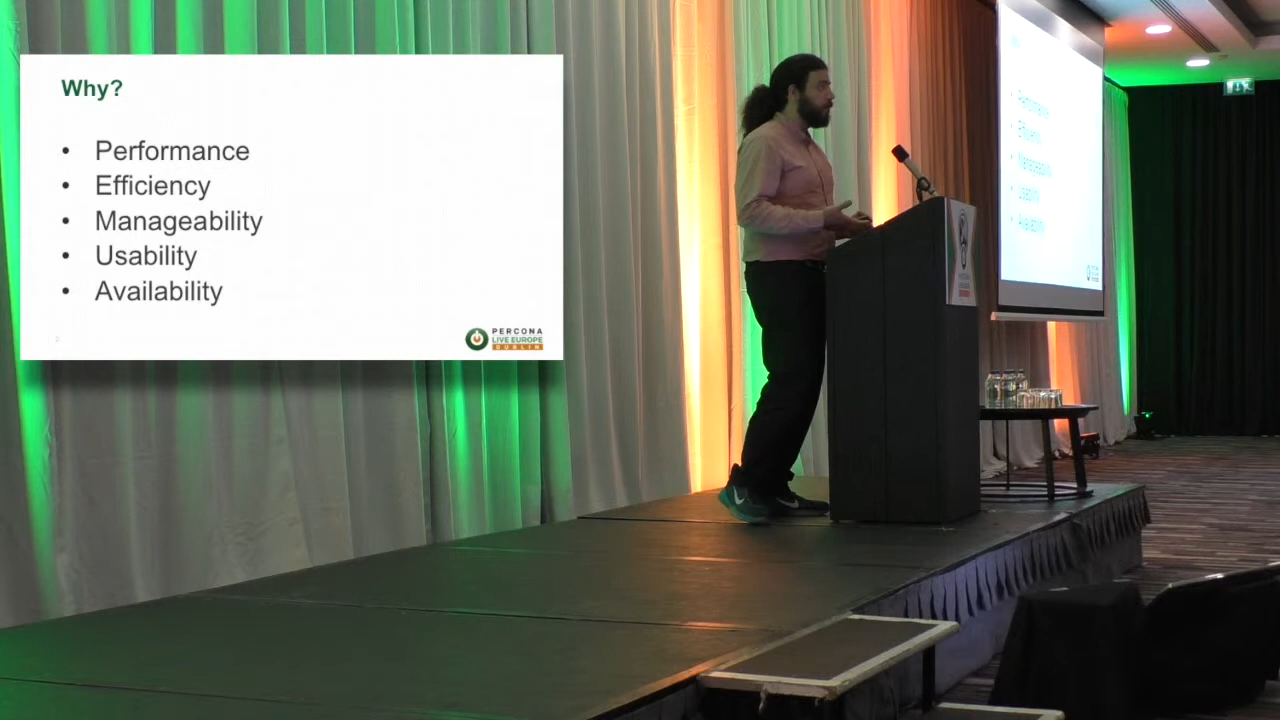 Why?
• Performance
• Efficiency
• Manageability
• Usability
• Availability
PERCONA
LIVE EUROPE
DUBLIN